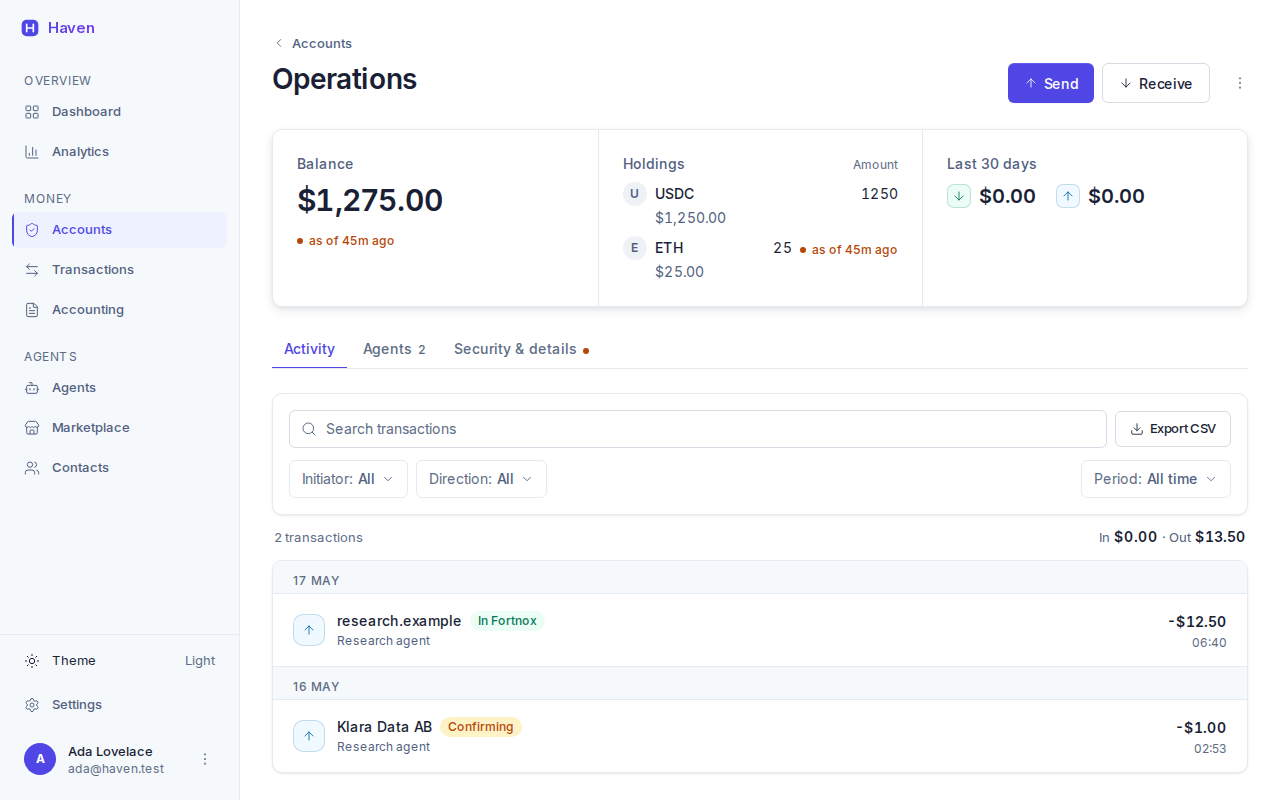 Haven
OVERVIEW
Dashboard
Analytics
MONEY
Accounts
Transactions
Accounting
AGENTS
Agents
Marketplace
Contacts
Theme Light
Settings
A
Ada Lovelace
ada@haven.test
Accounts
Operations
Send
Receive
Balance
$1,275.00
as of 45m ago
Holdings Amount
U USDC 1250
$1,250.00
E ETH 25 as of 45m ago
$25.00
Last 30 days
$0.00 $0.00
Activity Agents 2 Security & details
Search transactions
Export CSV
Initiator: All Direction: All Period: All time
2 transactions In $0.00 · Out $13.50
17 MAY
research.example In Fortnox -$12.50
Research agent 06:40
16 MAY
Klara Data AB Confirming -$1.00
Research agent 02:53